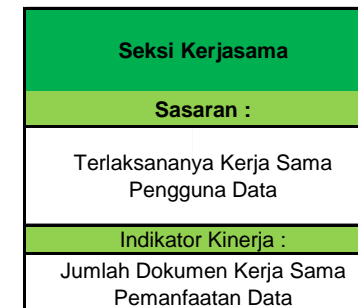 Seksi Kerjasama
Sasaran :
Terlaksananya Kerja Sama
Pengguna Data
Indikator Kinerja :
Jumlah Dokumen Kerja Sama
Pemanfaatan Data